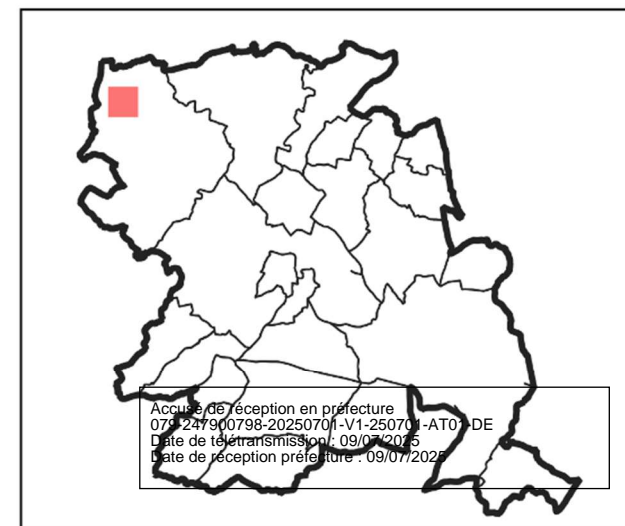 Accusé de réception en préfecture
079-247900798-20250701-V1-250701-AT01-DE
Date de télétransmission : 09/07/2025
Date de réception préfecture : 09/07/2025